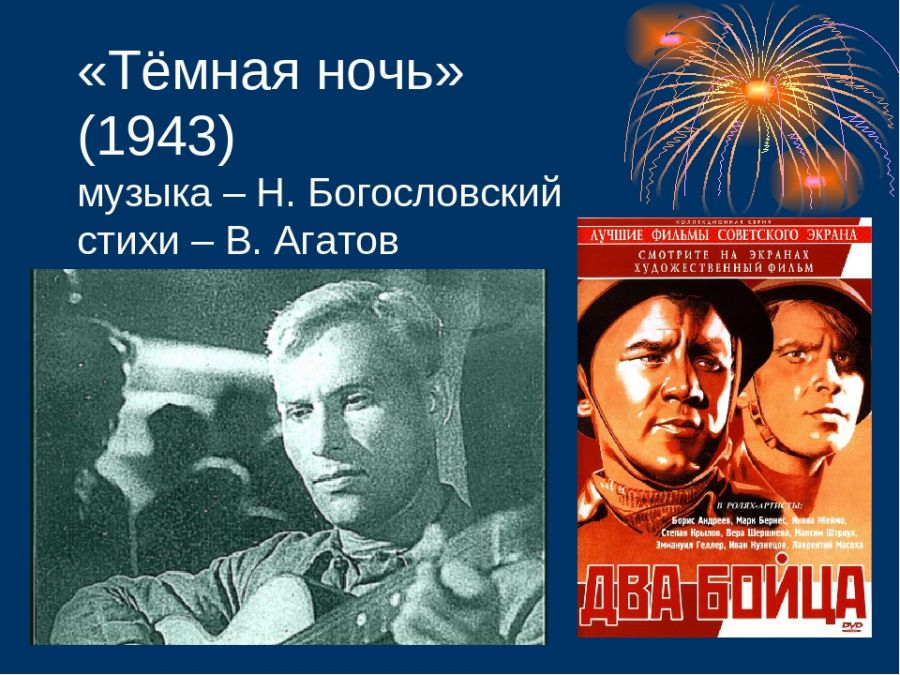 «Тёмная ночь»
(1943)
музыка – Н. Богословский
стихи – В. Агатов
КОЛЛЕКЦИОННАЯ СЕРИЯ
ЛУЧШИЕ ФИЛЬМЫ СОВЕТСКОГО ЭКРАНА
СМОТРИТЕ НА ЭКРАНАХ
ХУДОЖЕСТВЕННЫЙ ФИЛЬМ
В РОЛЯХ-АРТИСТЫ:
Борис Андреев, Марк Бернес, Янина Жеймо,
Степан Крылов, Вера Шершнева, Максим Штраух,
Эммануил Геллер, Иван Кузнецов, Лаврентий Масоха
ДВА БОЙЦА
DVD